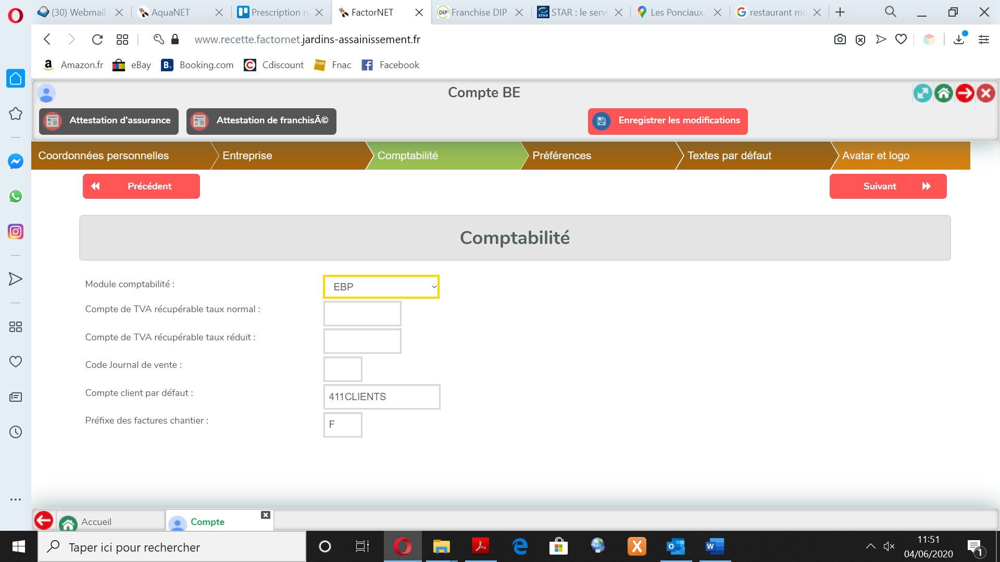 (30) Webmail
AquaNET
Prescription n
FactorNET
Franchise DIP
STAR : le servi
Les Ponciaux,
restaurant mo
www.recette.factornet.jardins-assainissement.fr
Amazon.fr
eBay
Booking.com
Cdiscount
Fnac
Facebook
Compte BE
Attestation d'assurance
Attestation de franchisÃ©
Enregistrer les modifications
Coordonnées personnelles
Entreprise
Comptabilité
Préférences
Textes par défaut
Avatar et logo
Précédent
Suivant
Comptabilité
Module comptabilité :
EBP
Compte de TVA récupérable taux normal :
Compte de TVA récupérable taux réduit :
Code Journal de vente :
Compte client par défaut :
411CLIENTS
Préfixe des factures chantier :
F
Accueil
Compte
Taper ici pour rechercher
11:51
04/06/2020
1